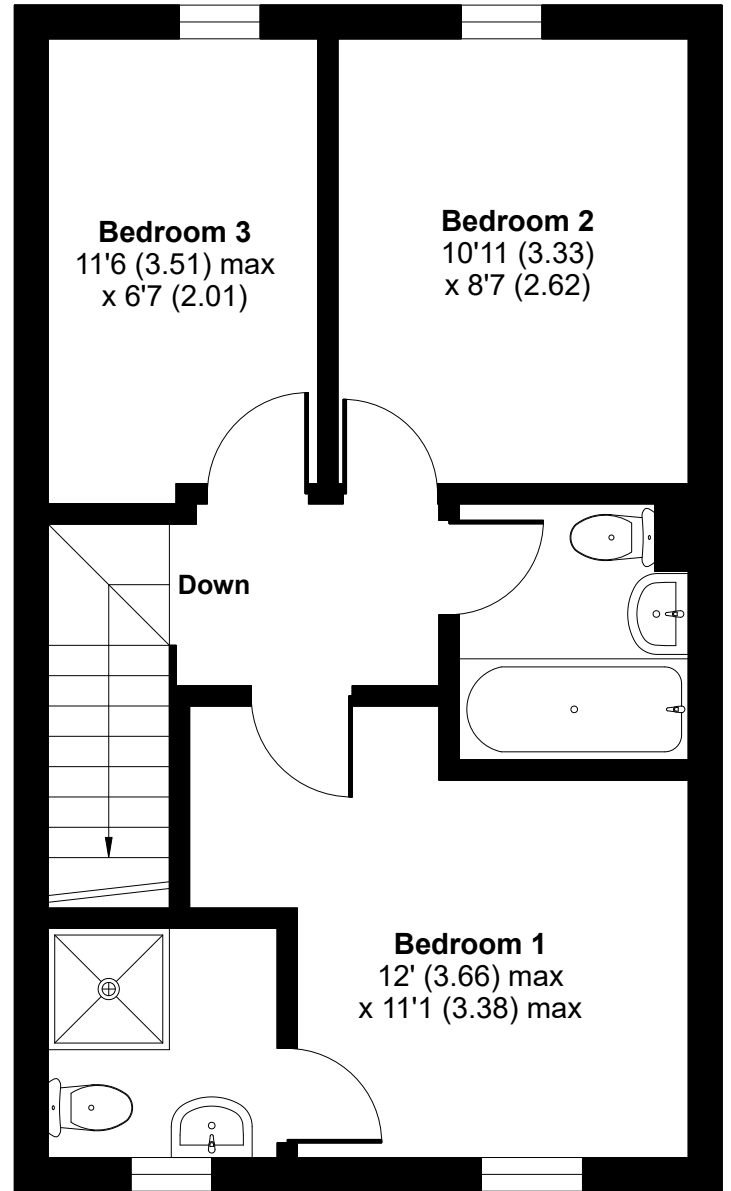 Bedroom 3
11'6 (3.51) max
x 6'7 (2.01)
Bedroom 2
10'11 (3.33)
x 8'7 (2.62)
Down
Bedroom 1
12' (3.66) max
x 11'1 (3.38) max